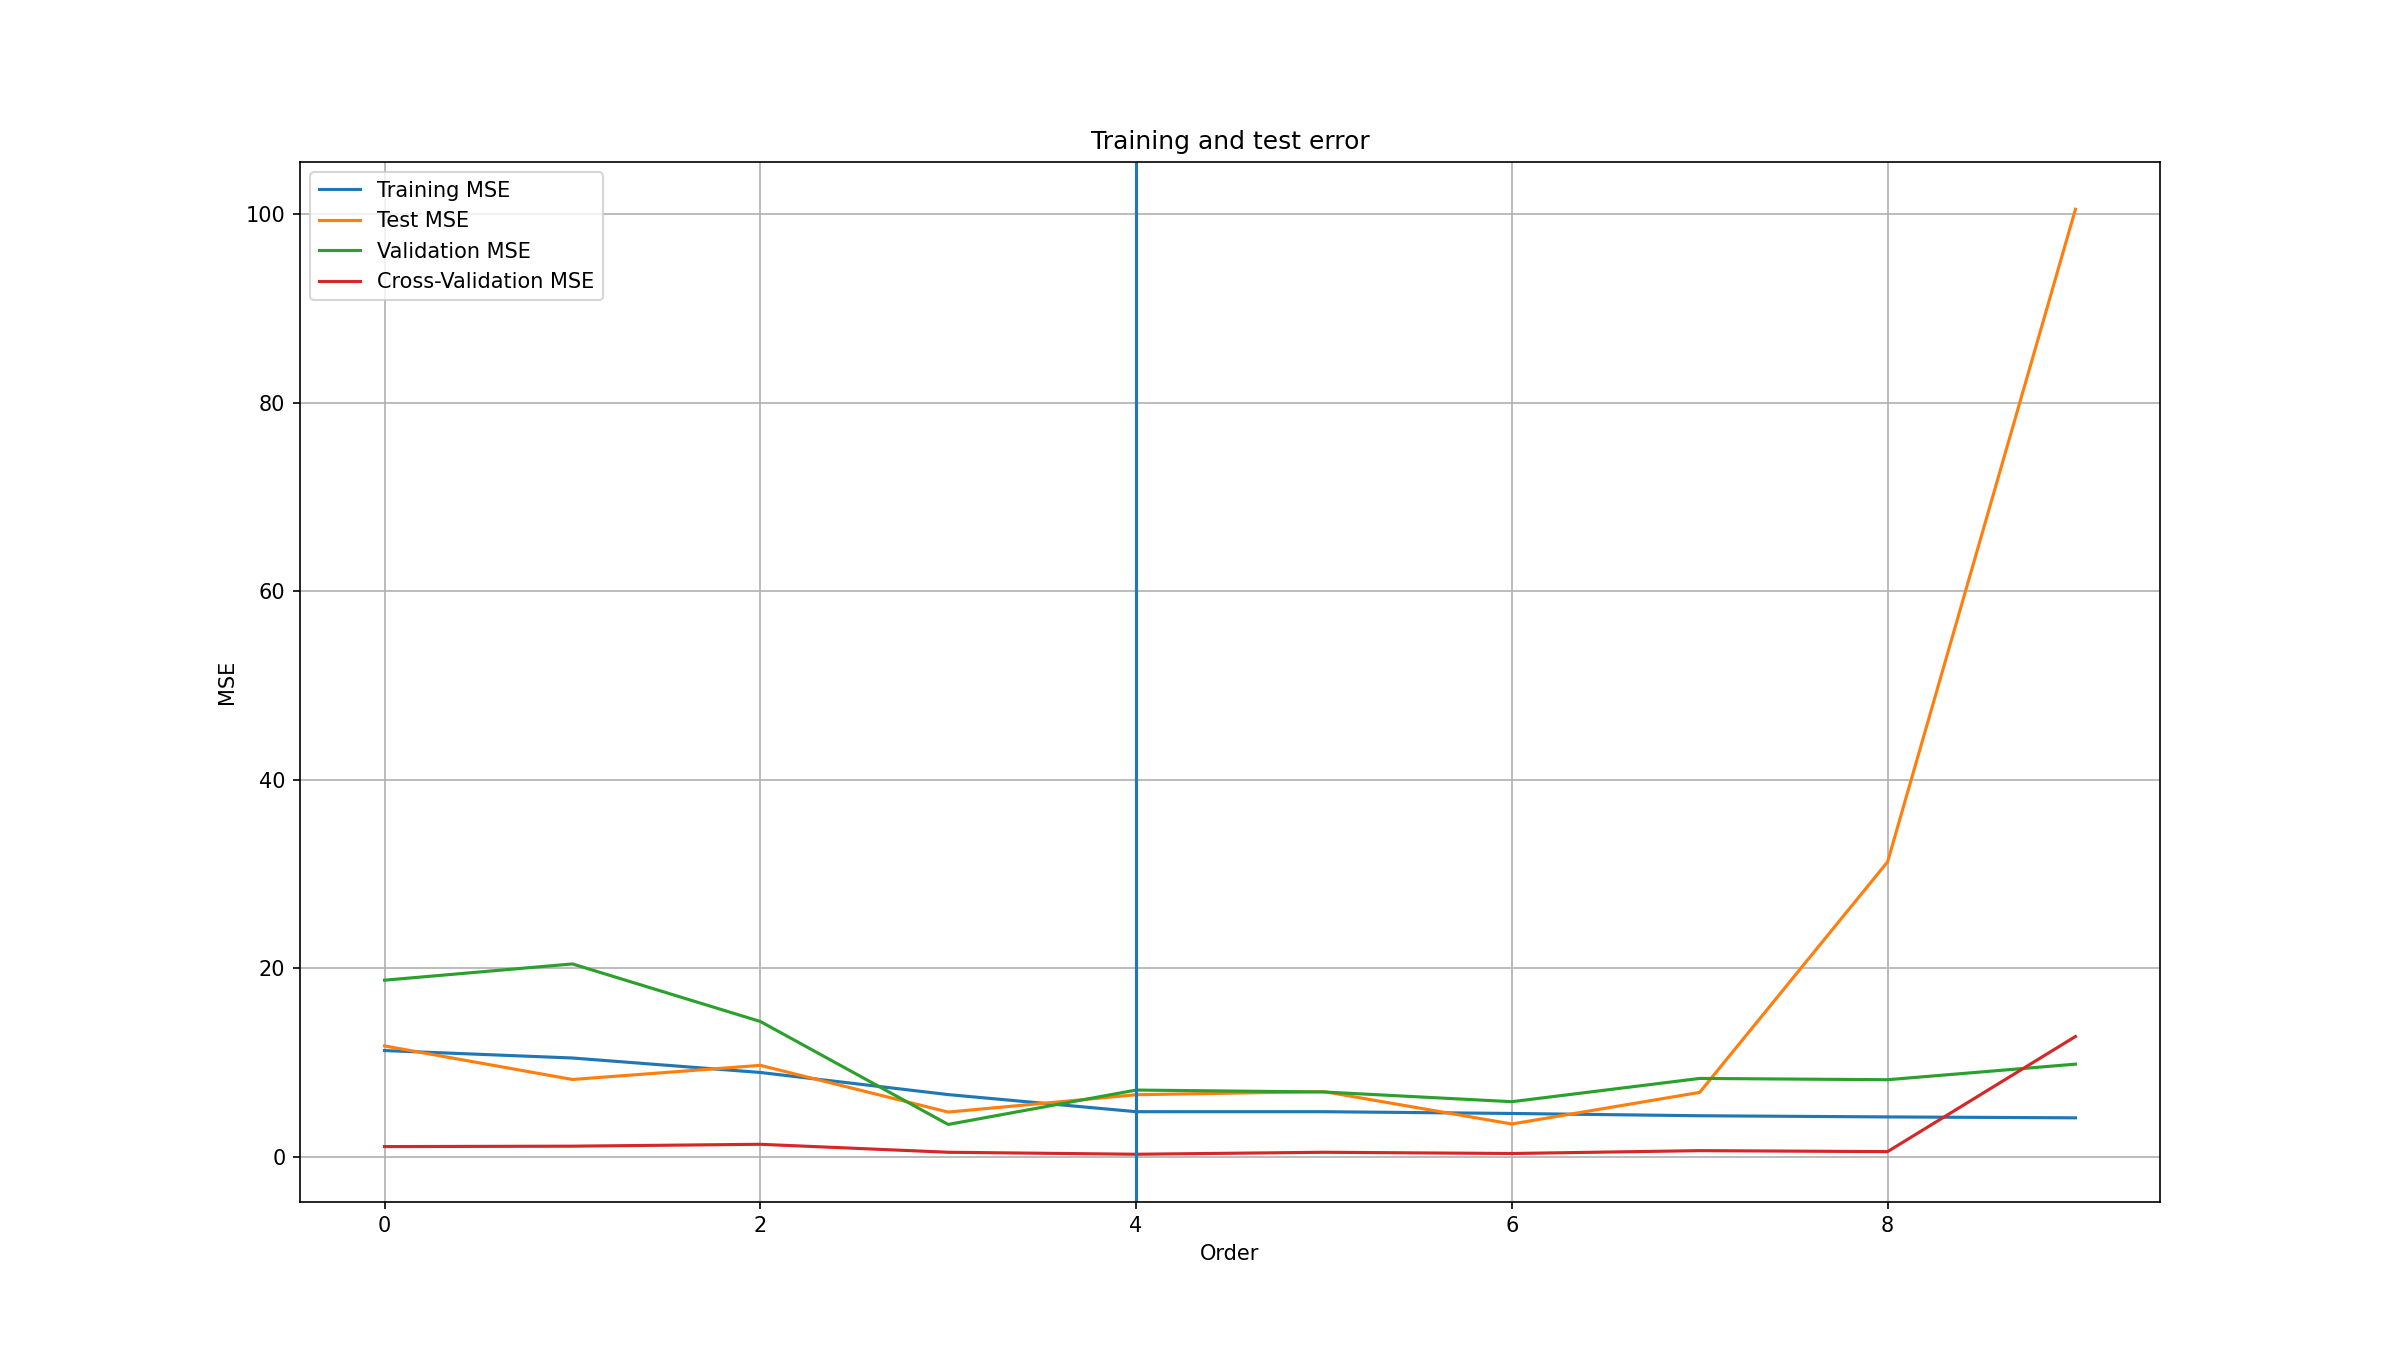 Training and test error
Training MSE
Test MSE
Validation MSE
Cross-Validation MSE
100
80
60
40
20
0
MSE
0 2 4 6 8
Order